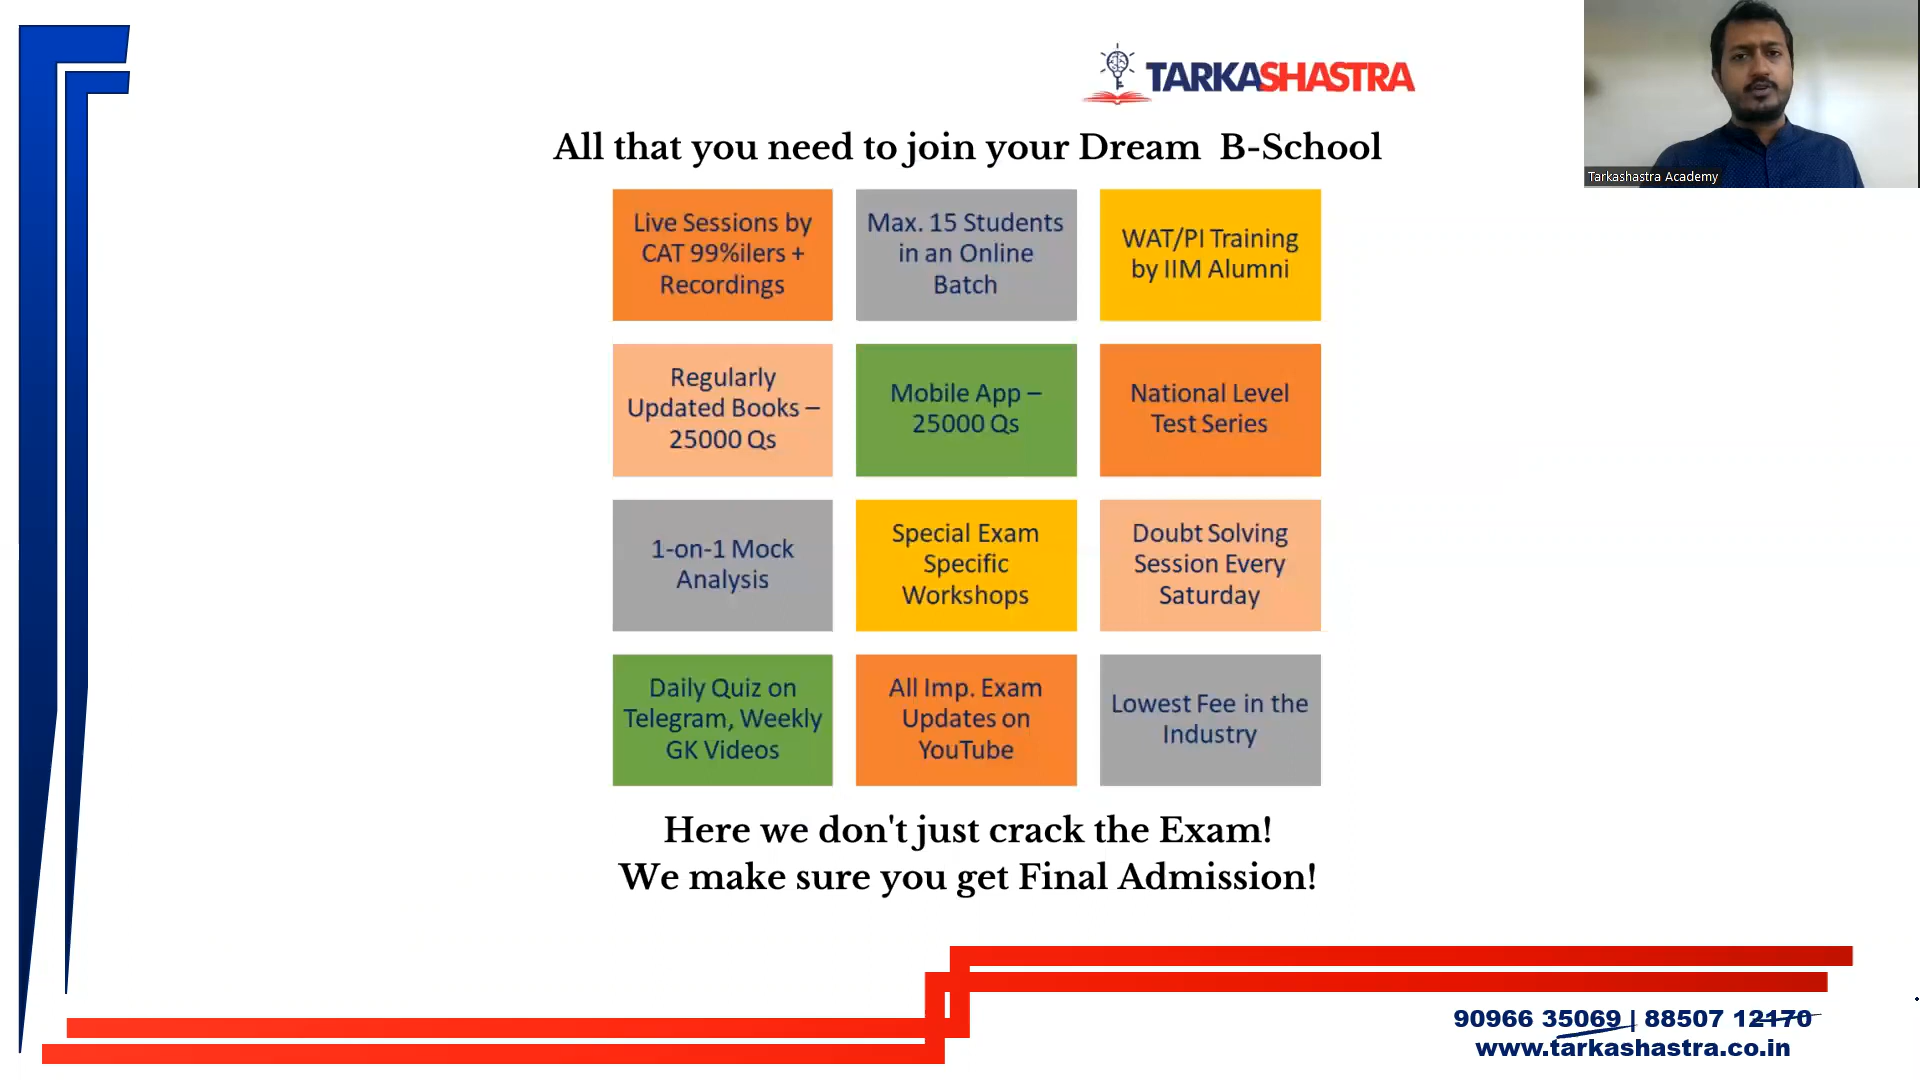 TARKASHASTRA
Tarkashastra Academy
All that you need to join your Dream B-School
Live Sessions by
CAT 99%ilers +
Recordings
Max. 15 Students
in an Online
Batch
WAT/PI Training
by IIM Alumni
Regularly
Updated Books –
25000 Qs
Mobile App –
25000 Qs
National Level
Test Series
1-on-1 Mock
Analysis
Special Exam
Specific
Workshops
Doubt Solving
Session Every
Saturday
Daily Quiz on
Telegram, Weekly
GK Videos
All Imp. Exam
Updates on
YouTube
Lowest Fee in the
Industry
Here we don't just crack the Exam!
We make sure you get Final Admission!
90966 35069 | 88507 12170
www.tarkashastra.co.in